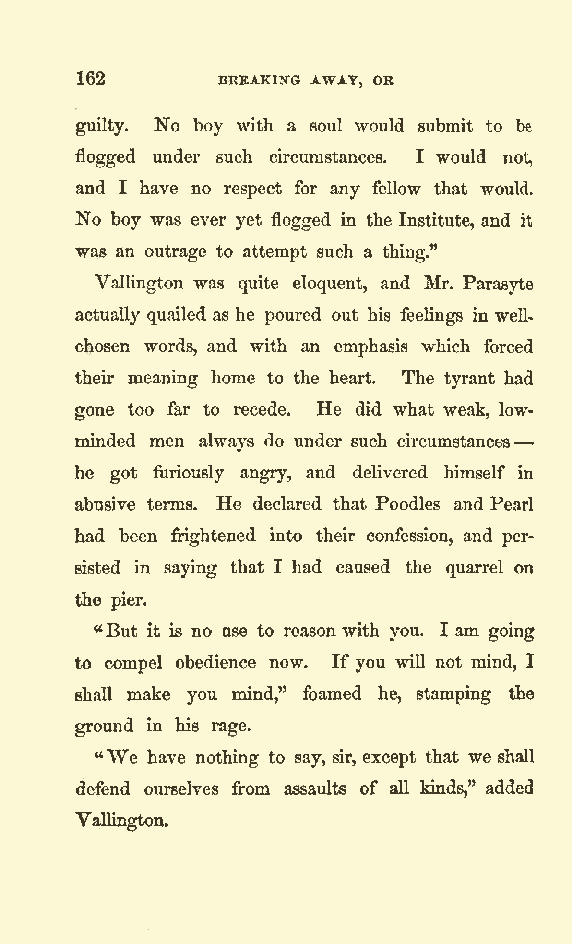 162 BREAKING AWAY, OR
guilty. No boy with a soul would submit to be
flogged under such circumstances. I would not,
and I have no respect for any fellow that would.
No boy was ever yet flogged in the Institute, and it
was an outrage to attempt such a thing."
Vallington was quite eloquent, and Mr. Parasyte
actually quailed as he poured out his feelings in well-
chosen words, and with an emphasis which forced
their meaning home to the heart. The tyrant had
gone too far to recede. He did what weak, low-
minded men always do under such circumstances—
he got furiously angry, and delivered himself in
abusive terms. He declared that Poodles and Pearl
had been frightened into their confession, and per-
sisted in saying that I had caused the quarrel on
the pier.
"But it is no use to reason with you. I am going
to compel obedience now. If you will not mind, I
shall make you mind," foamed he, stamping the
ground in his rage.
"We have nothing to say, sir, except that we shall
defend ourselves from assaults of all kinds," added
Vallington.